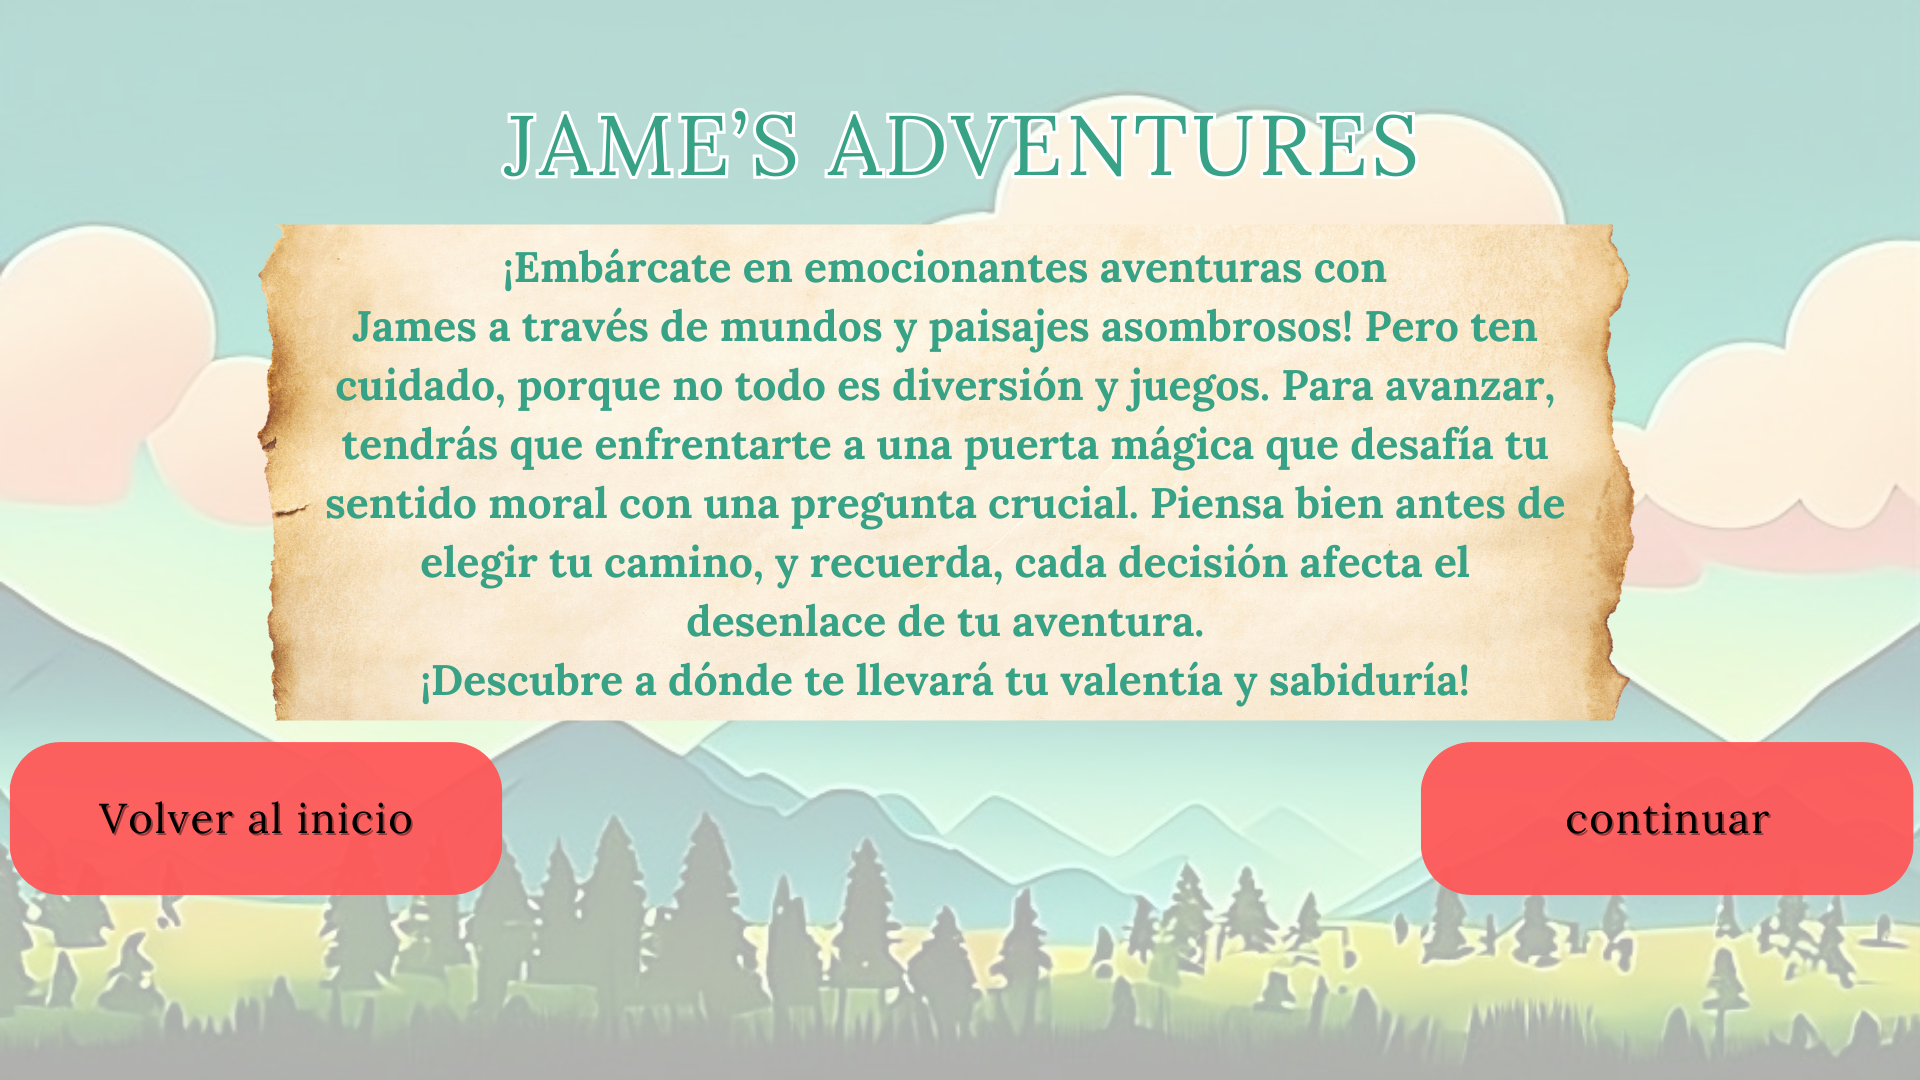 JAME’S ADVENTURES
¡Embárcate en emocionantes aventuras con
James a través de mundos y paisajes asombrosos! Pero ten
cuidado, porque no todo es diversión y juegos. Para avanzar,
tendrás que enfrentarte a una puerta mágica que desafía tu
sentido moral con una pregunta crucial. Piensa bien antes de
elegir tu camino, y recuerda, cada decisión afecta el
desenlace de tu aventura.
¡Descubre a dónde te llevará tu valentía y sabiduría!
Volver al inicio
continuar